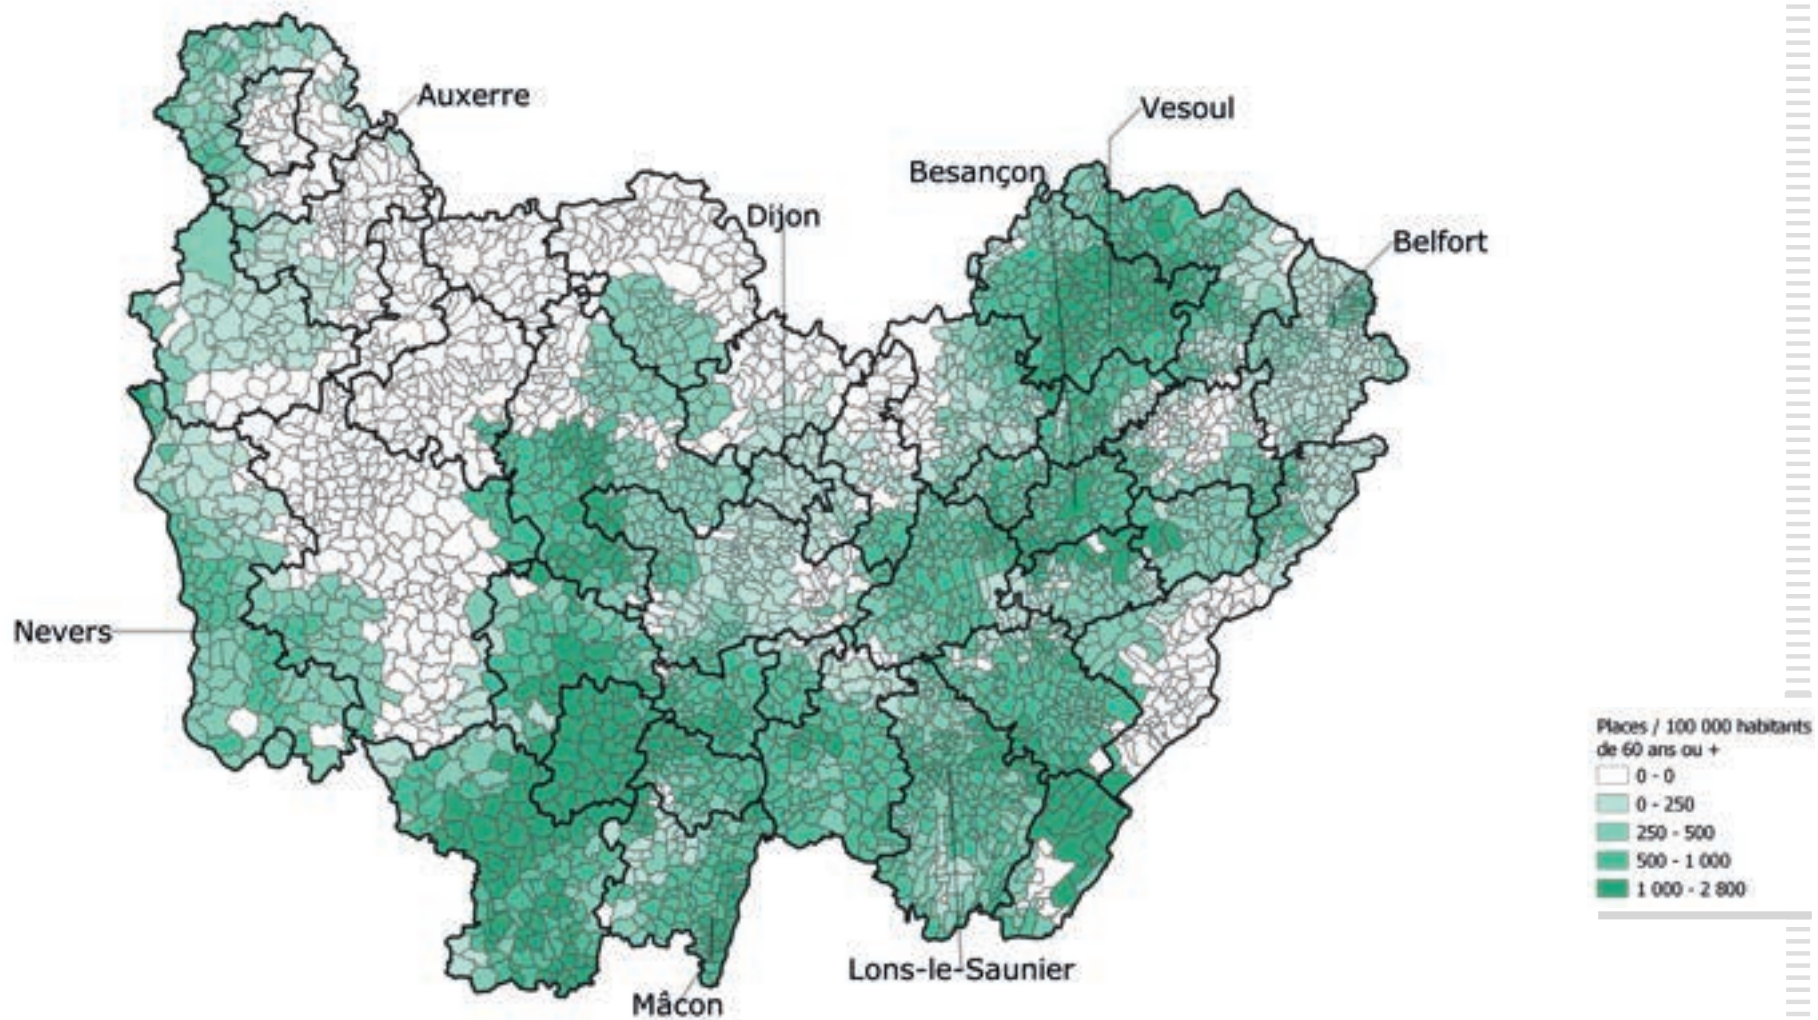 Auxerre
Vesoul
Besançon
Dijon
Belfort
Nevers
Places / 100 000 habitants
de 60 ans ou +
0 - 0
0 - 250
250 - 500
500 - 1 000
1 000 - 2 800
Lons-le-Saunier
Mâcon